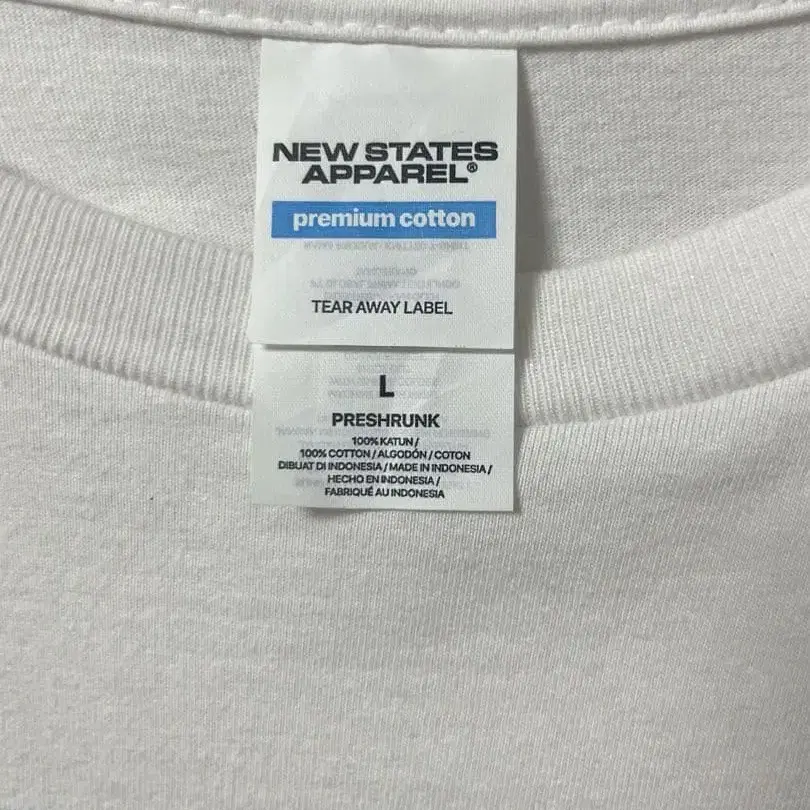 NEW STATES
APPAREL®
premium cotton
TEAR AWAY LABEL
L
PRESHRUNK
100% KATUN /
100% COTTON / ALGODÓN / COTON
DIBUAT DI INDONESIA / MADE IN INDONESIA /
HECHO EN INDONESIA /
FABRIQUÉ AU INDONESIA